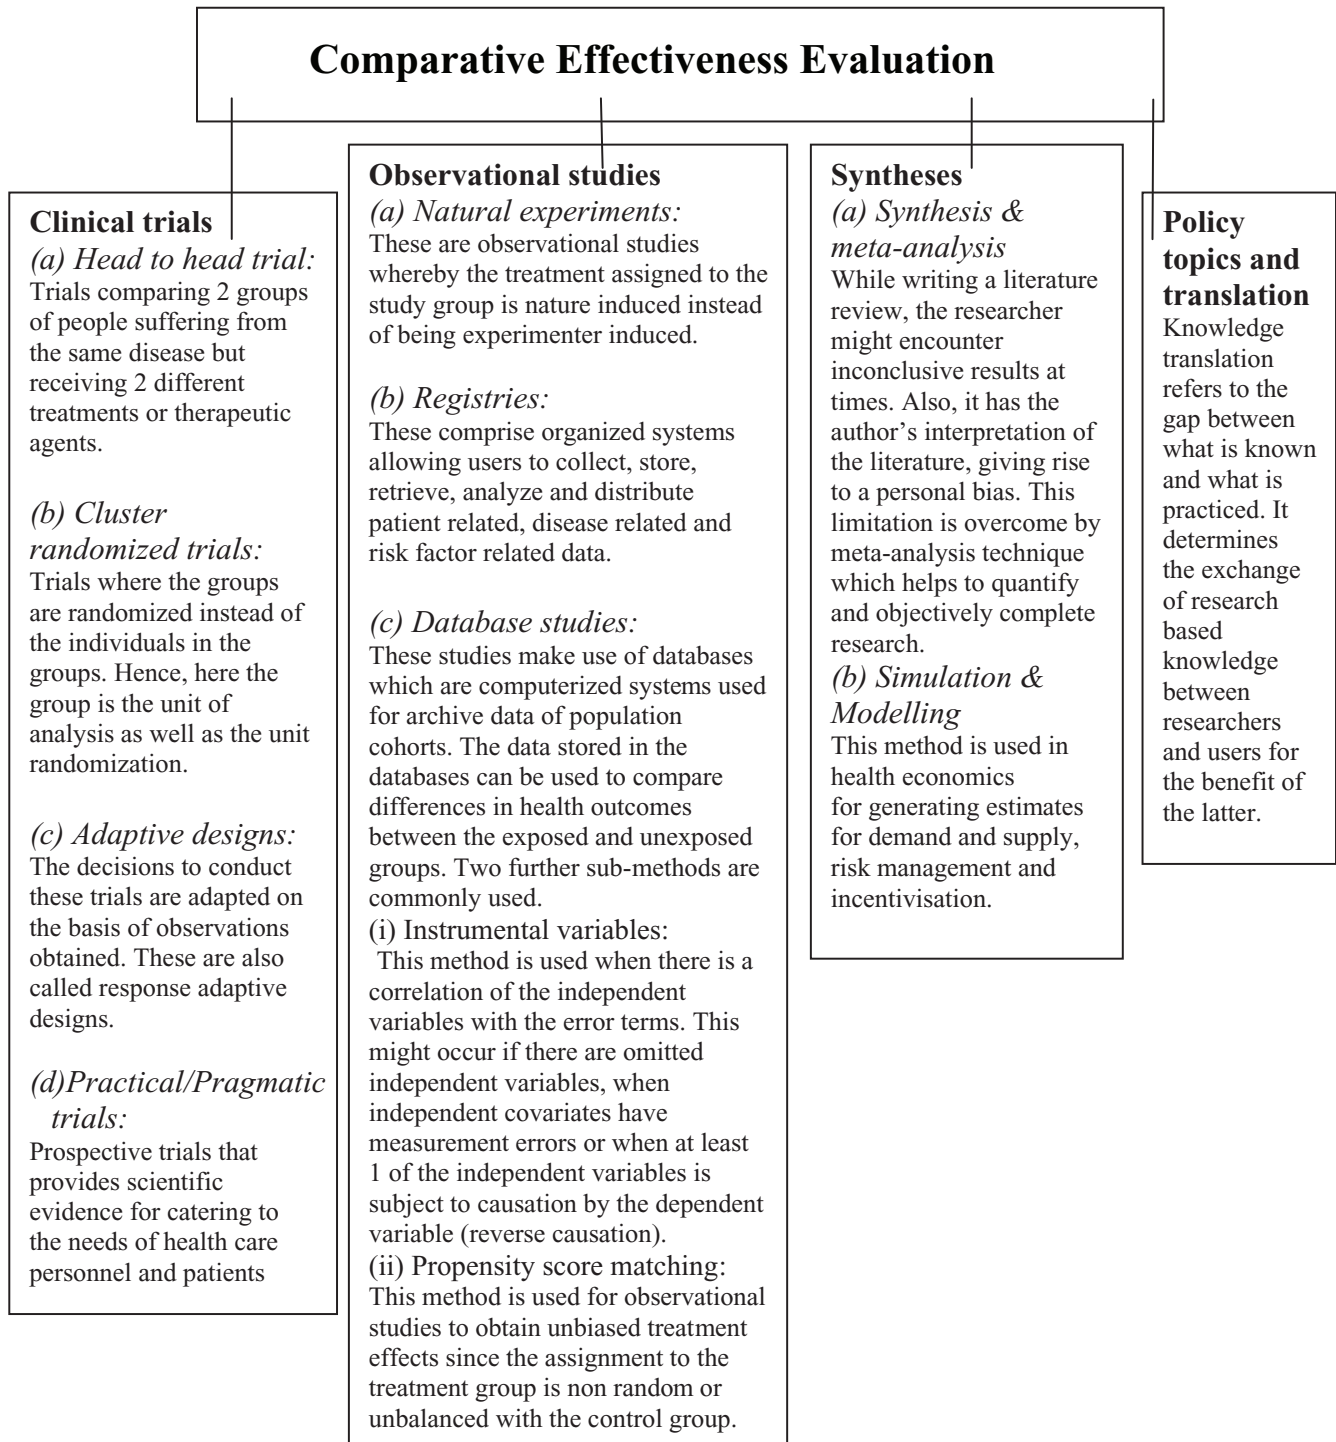 Comparative Effectiveness Evaluation
Clinical trials
(a) Head to head trial:
Trials comparing 2 groups
of people suffering from
the same disease but
receiving 2 different
treatments or therapeutic
agents.
(b) Cluster
randomized trials:
Trials where the groups
are randomized instead of
the individuals in the
groups. Hence, here the
group is the unit of
analysis as well as the unit
randomization.
(c) Adaptive designs:
The decisions to conduct
these trials are adapted on
the basis of observations
obtained. These are also
called response adaptive
designs.
(d)Practical/Pragmatic
trials:
Prospective trials that
provides scientific
evidence for catering to
the needs of health care
personnel and patients
Observational studies
(a) Natural experiments:
These are observational studies
whereby the treatment assigned to the
study group is nature induced instead
of being experimenter induced.
(b) Registries:
These comprise organized systems
allowing users to collect, store,
retrieve, analyze and distribute
patient related, disease related and
risk factor related data.
(c) Database studies:
These studies make use of databases
which are computerized systems used
for archive data of population
cohorts. The data stored in the
databases can be used to compare
differences in health outcomes
between the exposed and unexposed
groups. Two further sub-methods are
commonly used.
(i) Instrumental variables:
This method is used when there is a
correlation of the independent
variables with the error terms. This
might occur if there are omitted
independent variables, when
independent covariates have
measurement errors or when at least
1 of the independent variables is
subject to causation by the dependent
variable (reverse causation).
(ii) Propensity score matching:
This method is used for observational
studies to obtain unbiased treatment
effects since the assignment to the
treatment group is non random or
unbalanced with the control group.
Syntheses
(a) Synthesis &
meta-analysis
While writing a literature
review, the researcher
might encounter
inconclusive results at
times. Also, it has the
author's interpretation of
the literature, giving rise
to a personal bias. This
limitation is overcome by
meta-analysis technique
which helps to quantify
and objectively complete
research.
(b) Simulation &
Modelling
This method is used in
health economics
for generating estimates
for demand and supply,
risk management and
incentivisation.
Policy
topics and
translation
Knowledge
translation
refers to the
gap between
what is known
and what is
practiced. It
determines
the exchange
of research
based
knowledge
between
researchers
and users for
the benefit of
the latter.